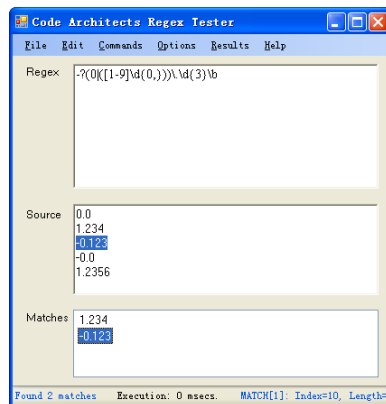 Code Architects Regex Tester
File Edit Commands Options Results Help
Regex
-?(0|([1-9]\d{0,}))\.\d{3}\b
Source
0.0
1.234
-0.123
-0.0
1.2356
Matches
1.234
-0.123
Found 2 matches Execution: 0 msecs. MATCH[1]: Index=10, Length=